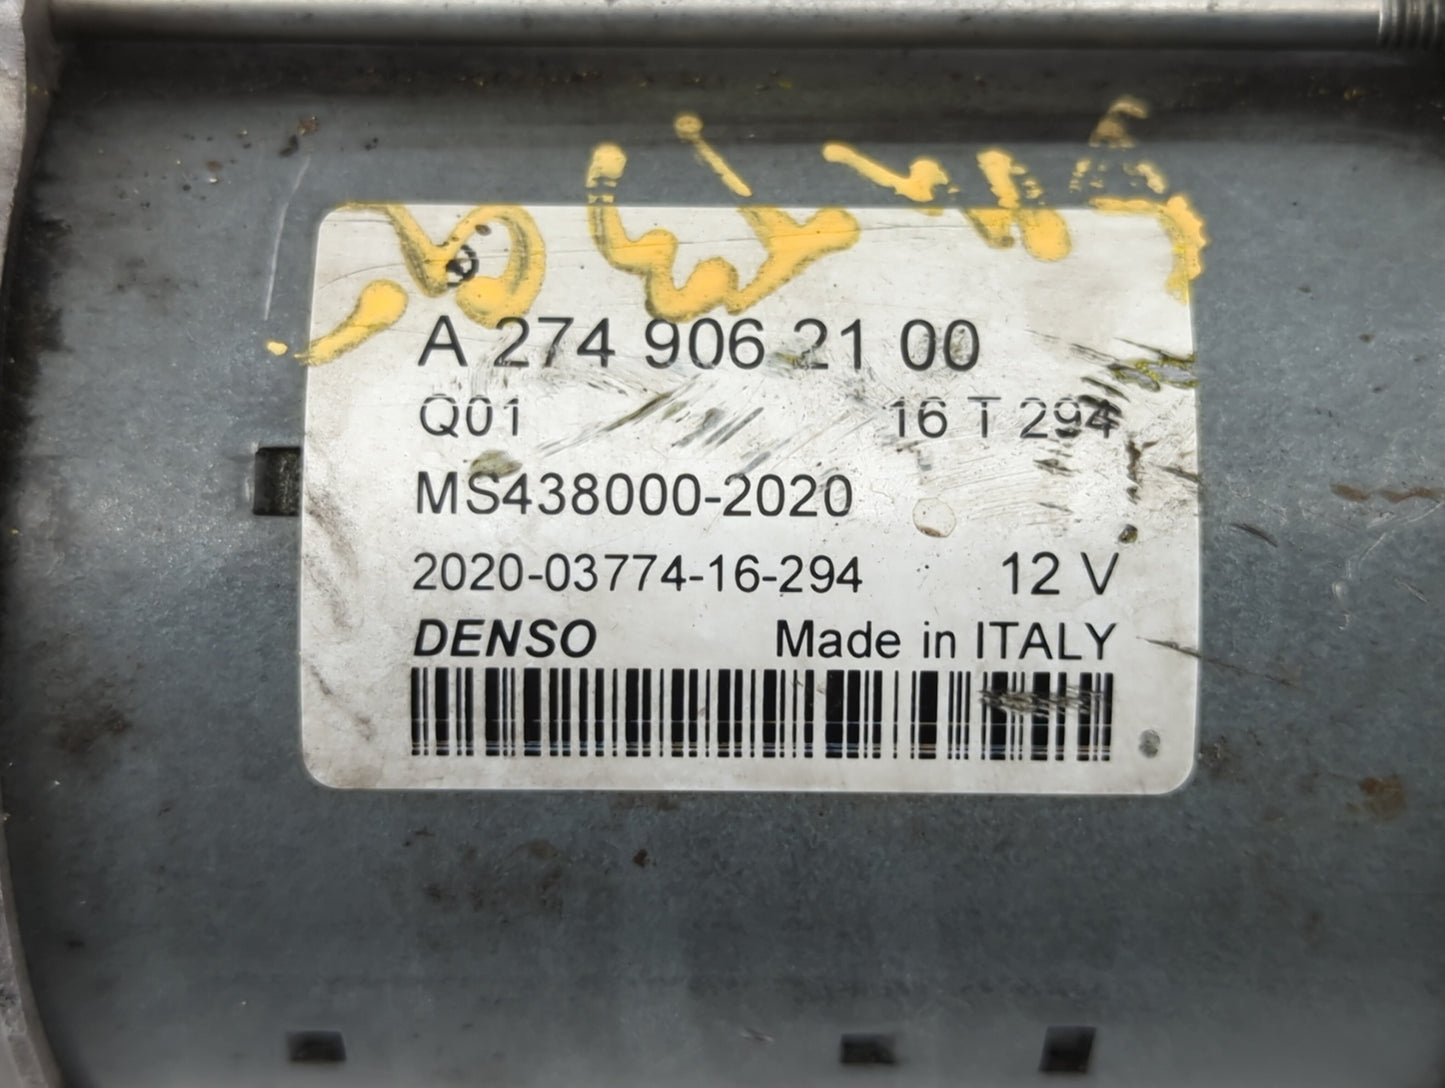 A 274 906 21 00
Q01 16 T 294
MS438000-2020
2020-03774-16-294 12 V
DENSO Made in ITALY